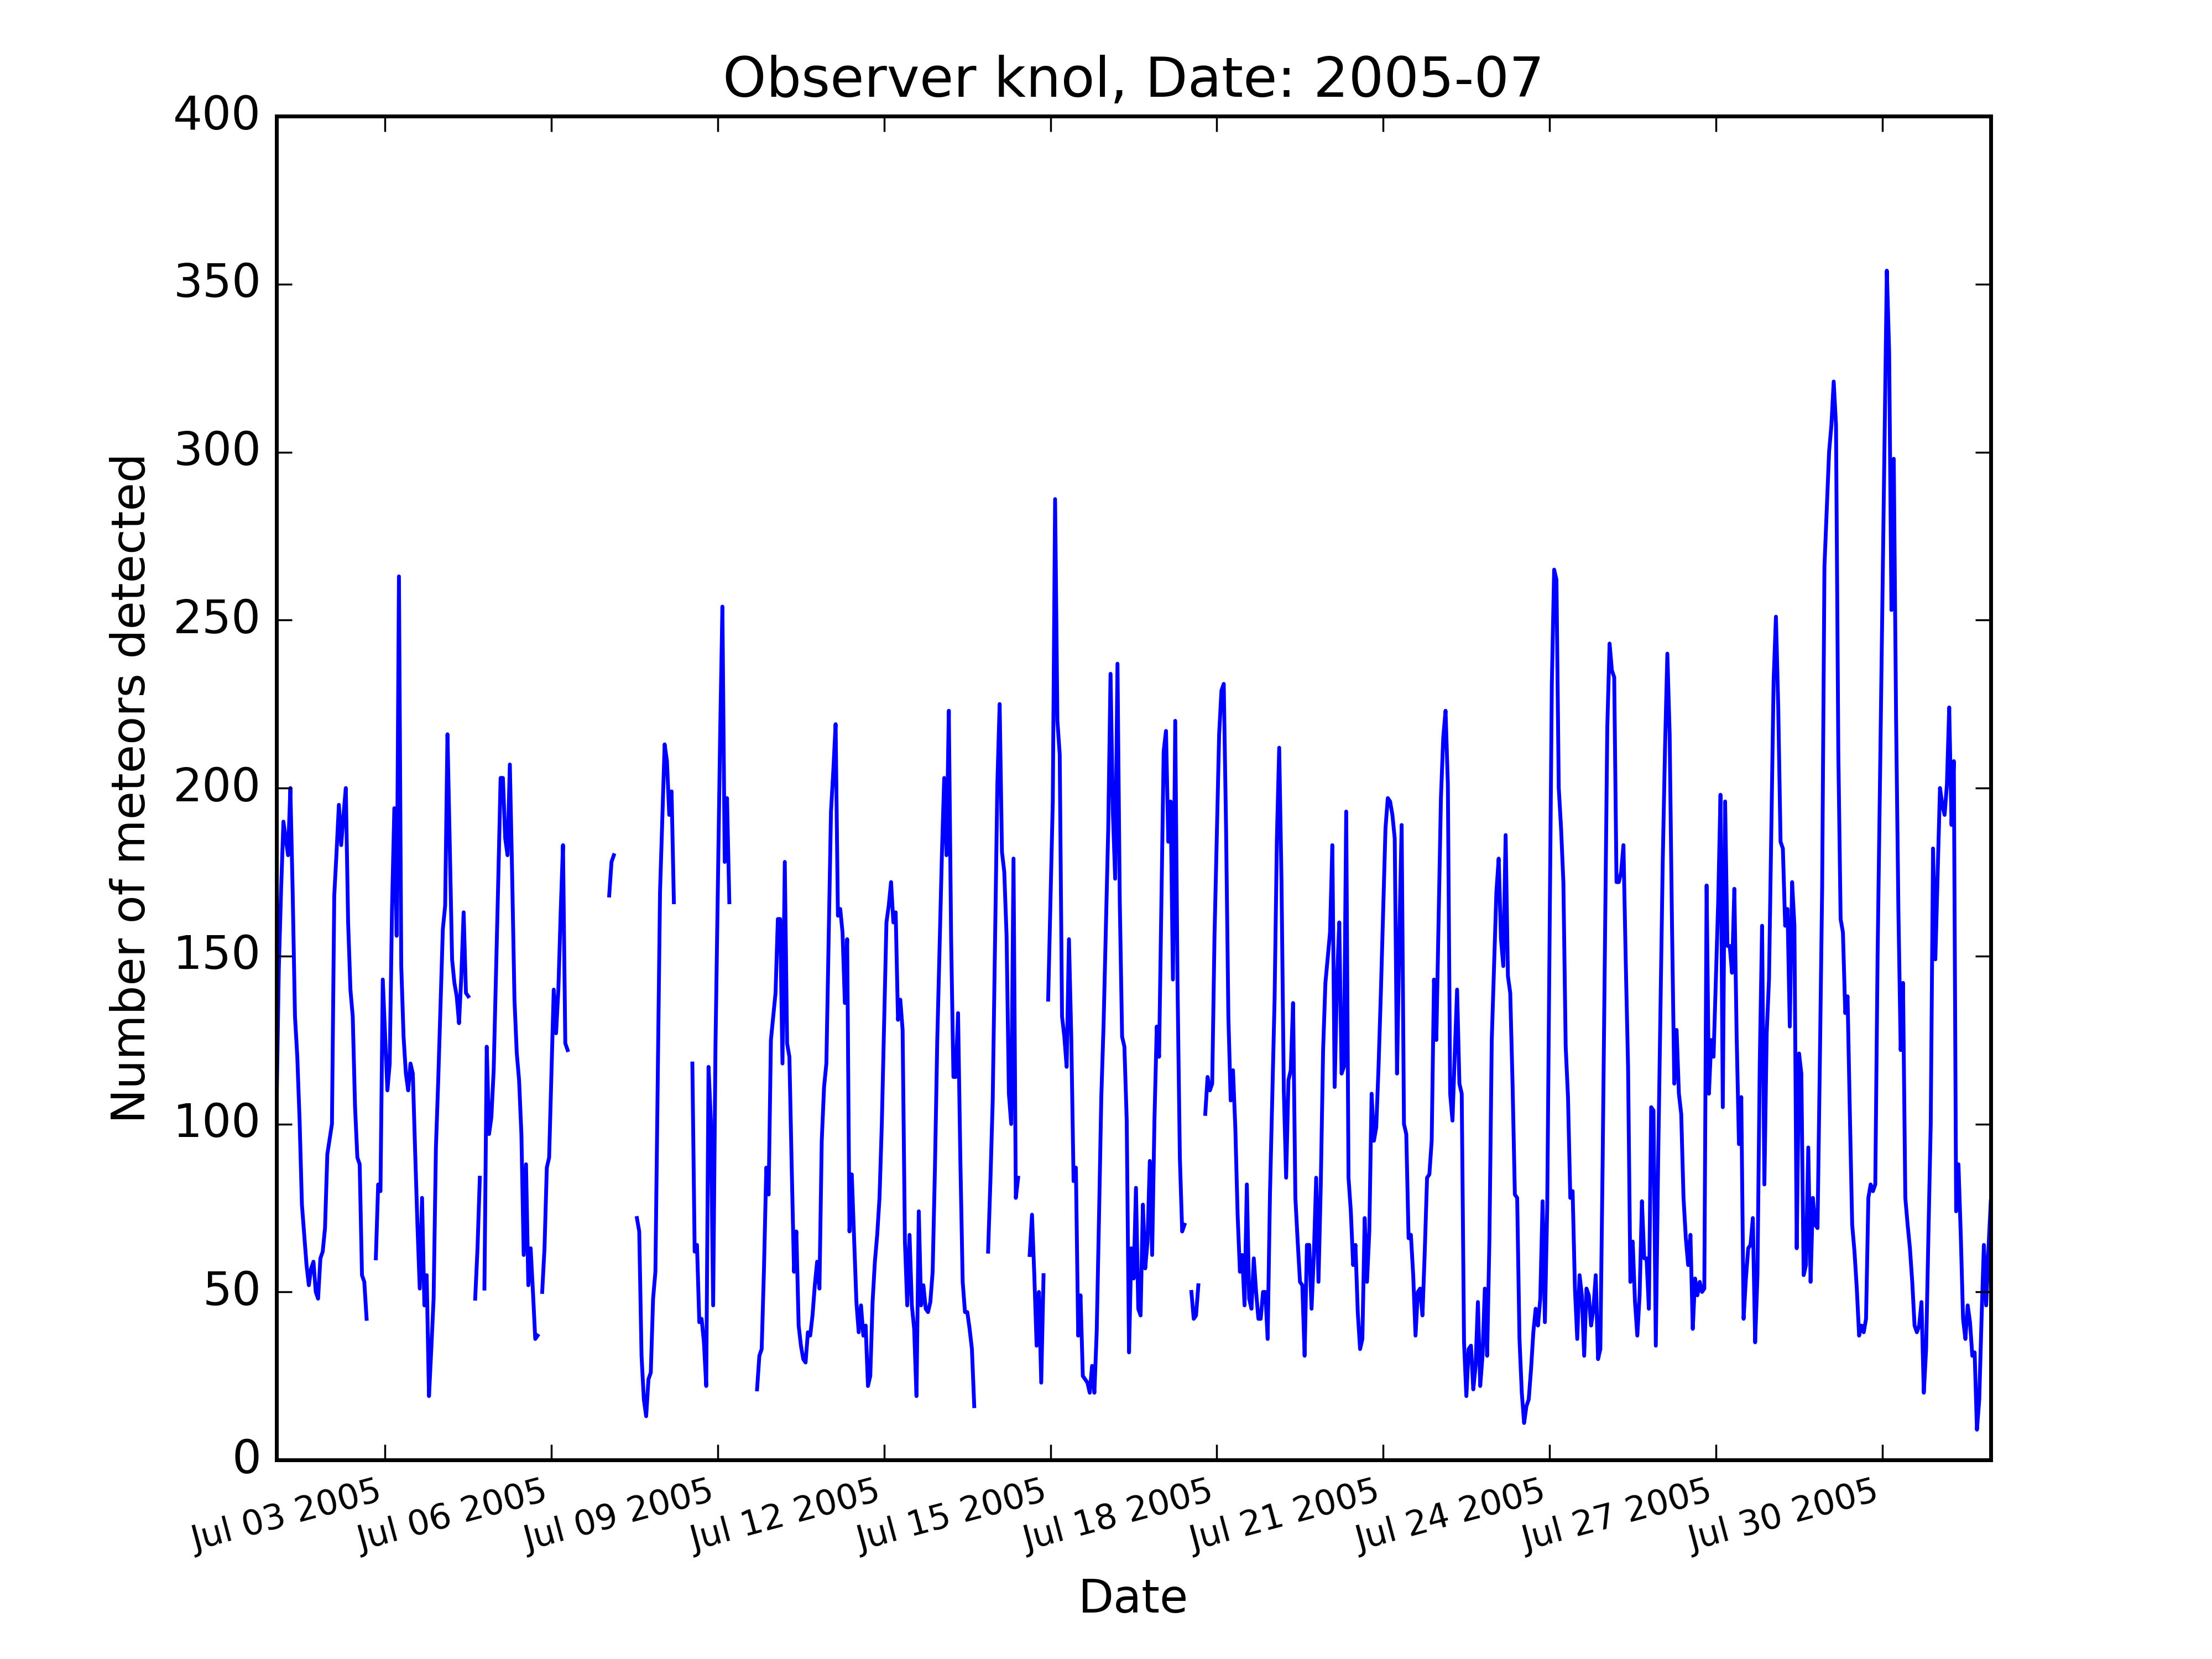 Observer knol, Date: 2005-07
400
350
300
250
200
150
100
50
0
Number of meteors detected
Jul 03 2005
Jul 06 2005
Jul 09 2005
Jul 12 2005
Jul 15 2005
Jul 18 2005
Jul 21 2005
Jul 24 2005
Jul 27 2005
Jul 30 2005
Date